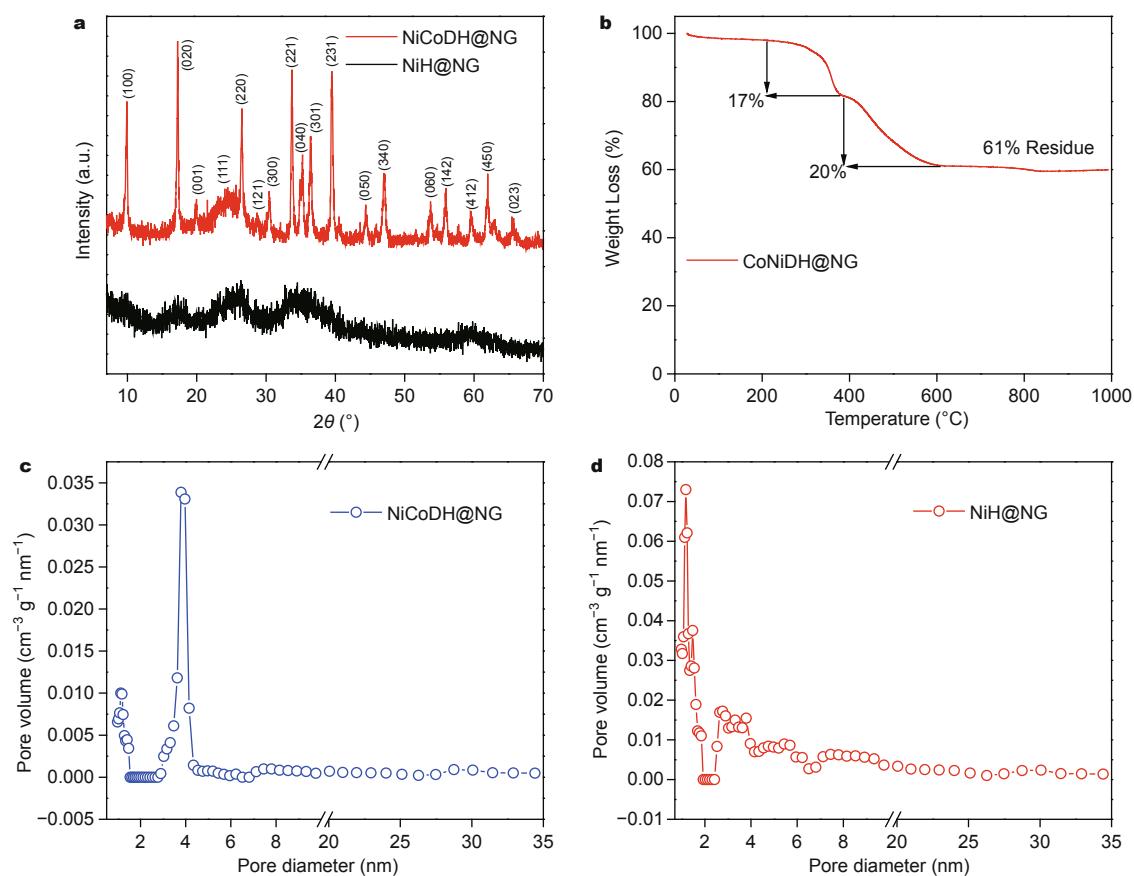 a
NiCoDH@NG
NiH@NG
(100)
(020)
(001)
(111)
(220)
(121)
(300)
(221)
(040)
(301)
(231)
(050)
(340)
(060)
(142)
(412)
(450)
(023)
Intensity (a.u.)
10 20 30 40 50 60 70
2θ (°)
b
100
80
60
40
20
0
17%
20%
61% Residue
CoNiDH@NG
Weight Loss (%)
0 200 400 600 800 1000
Temperature (°C)
c
0.035
0.030
0.025
0.020
0.015
0.010
0.005
0.000
−0.005
NiCoDH@NG
Pore volume (cm⁻³ g⁻¹ nm⁻¹)
2 4 6 8 20 25 30 35
Pore diameter (nm)
d
0.08
0.07
0.06
0.05
0.04
0.03
0.02
0.01
0.00
−0.01
NiH@NG
Pore volume (cm⁻³ g⁻¹ nm⁻¹)
2 4 6 8 20 25 30 35
Pore diameter (nm)